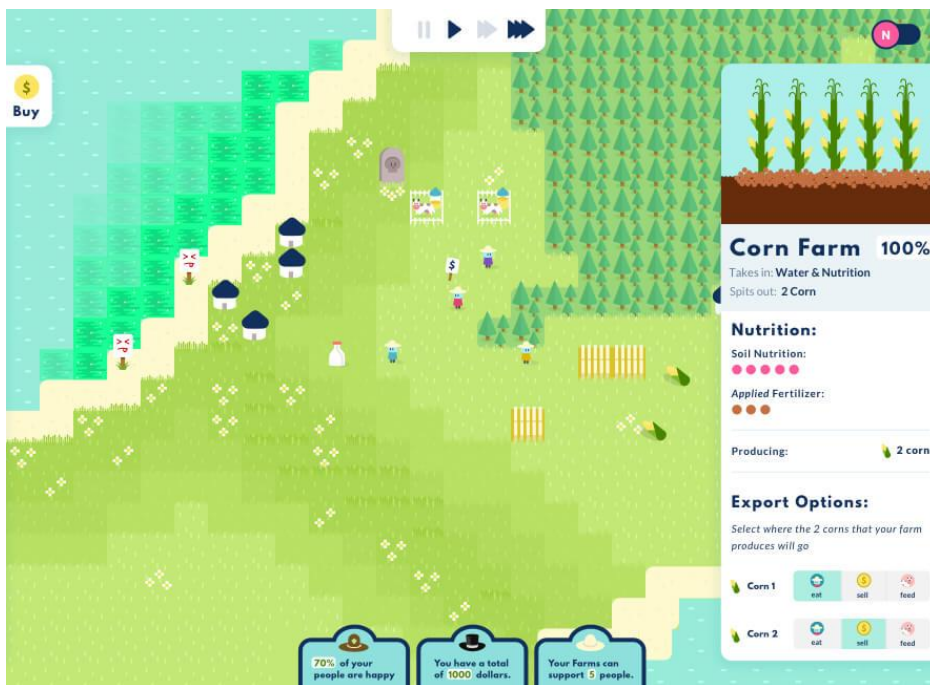 N
$
Buy
$
Corn Farm 100%
Takes in: Water & Nutrition
Spits out: 2 Corn
Nutrition:
Soil Nutrition:
Applied Fertilizer:
Producing: 2 corn
Export Options:
Select where the 2 corns that your farm
produces will go
Corn 1 eat $ sell feed
Corn 2 eat $ sell feed
70% of your
people are happy
You have a total
of 1000 dollars.
Your Farms can
support 5 people.